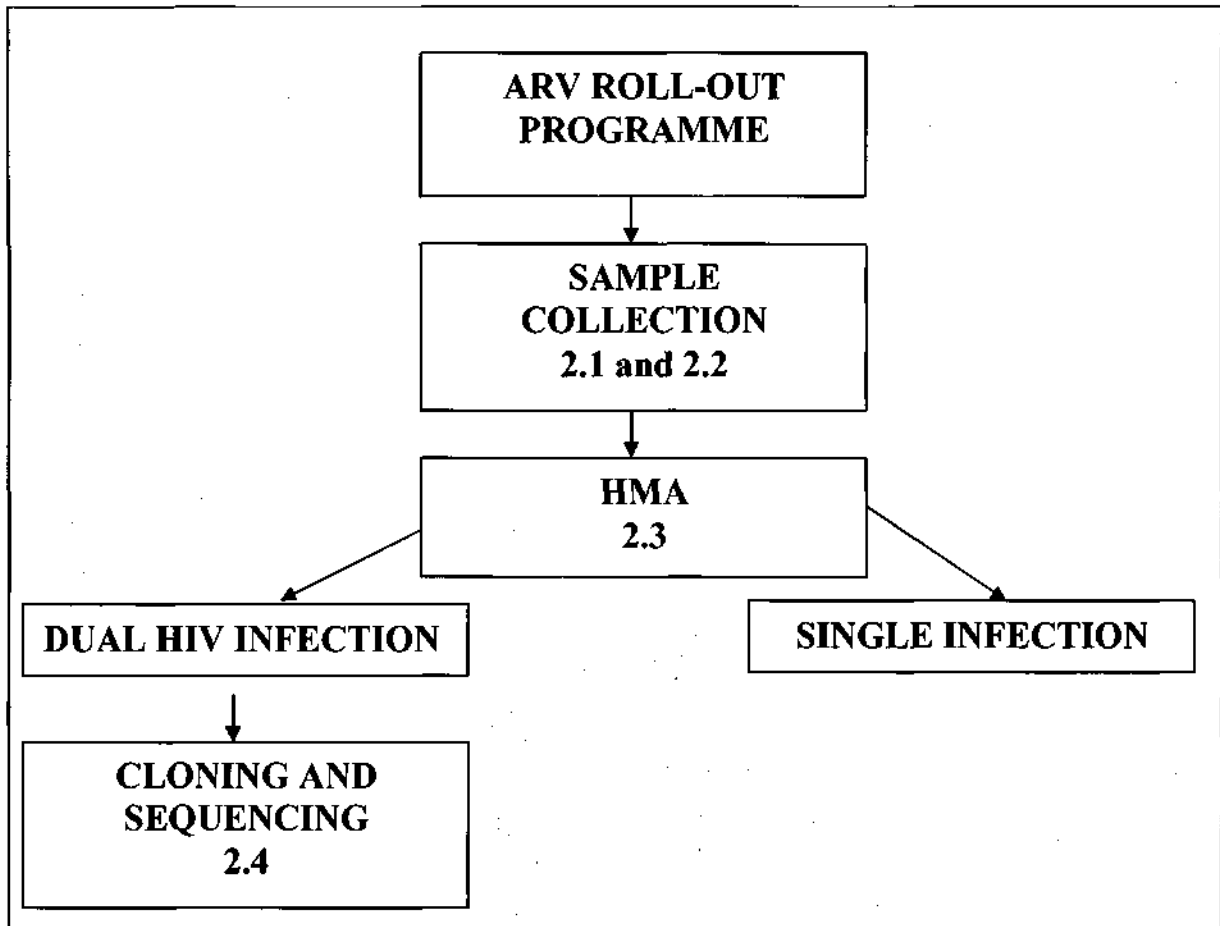 ARV ROLL-OUT
PROGRAMME
SAMPLE
COLLECTION
2.1 and 2.2
HMA
2.3
DUAL HIV INFECTION
SINGLE INFECTION
CLONING AND
SEQUENCING
2.4